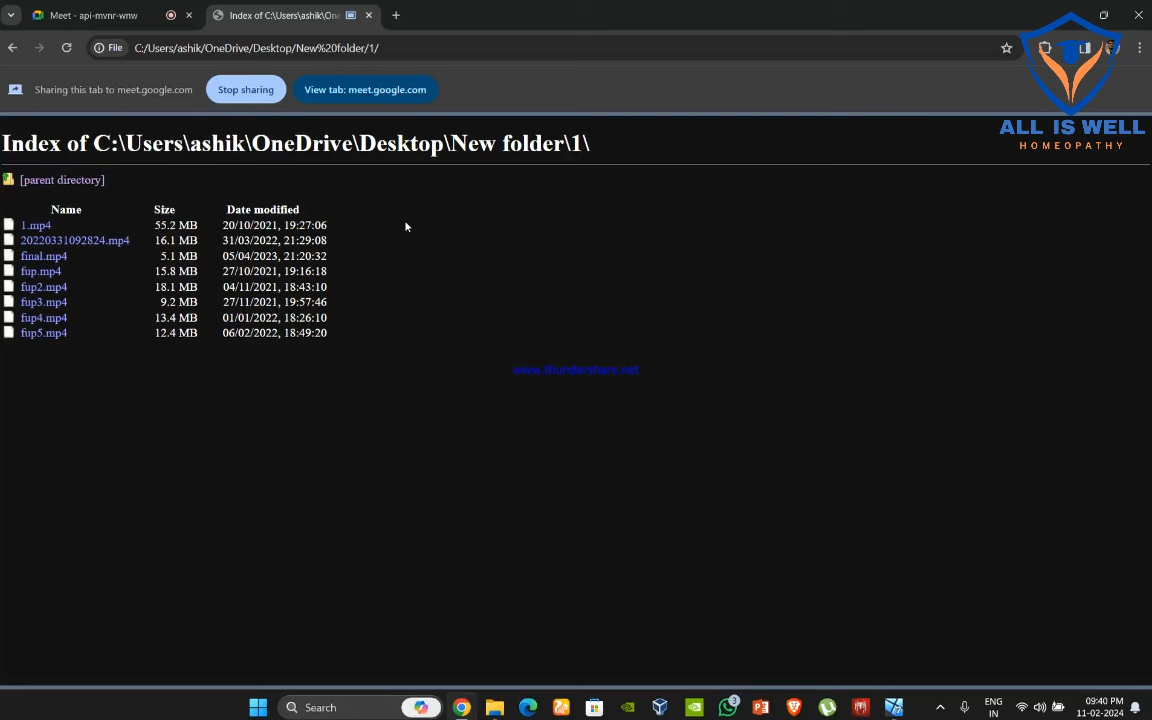 Meet - api-mvnr-wnw
Index of C:\Users\ashik\One
File
C:/Users/ashik/OneDrive/Desktop/New%20folder/1/
Sharing this tab to meet.google.com
Stop sharing
View tab: meet.google.com
ALL IS WELL
HOMEOPATHY
Index of C:\Users\ashik\OneDrive\Desktop\New folder\1\
[parent directory]
Name Size Date modified
1.mp4 55.2 MB 20/10/2021, 19:27:06
20220331092824.mp4 16.1 MB 31/03/2022, 21:29:08
final.mp4 5.1 MB 05/04/2023, 21:20:32
fup.mp4 15.8 MB 27/10/2021, 19:16:18
fup2.mp4 18.1 MB 04/11/2021, 18:43:10
fup3.mp4 9.2 MB 27/11/2021, 19:57:46
fup4.mp4 13.4 MB 01/01/2022, 18:26:10
fup5.mp4 12.4 MB 06/02/2022, 18:49:20
www.thundershare.net
Search
3
ENG
IN
09:40 PM
11-02-2024